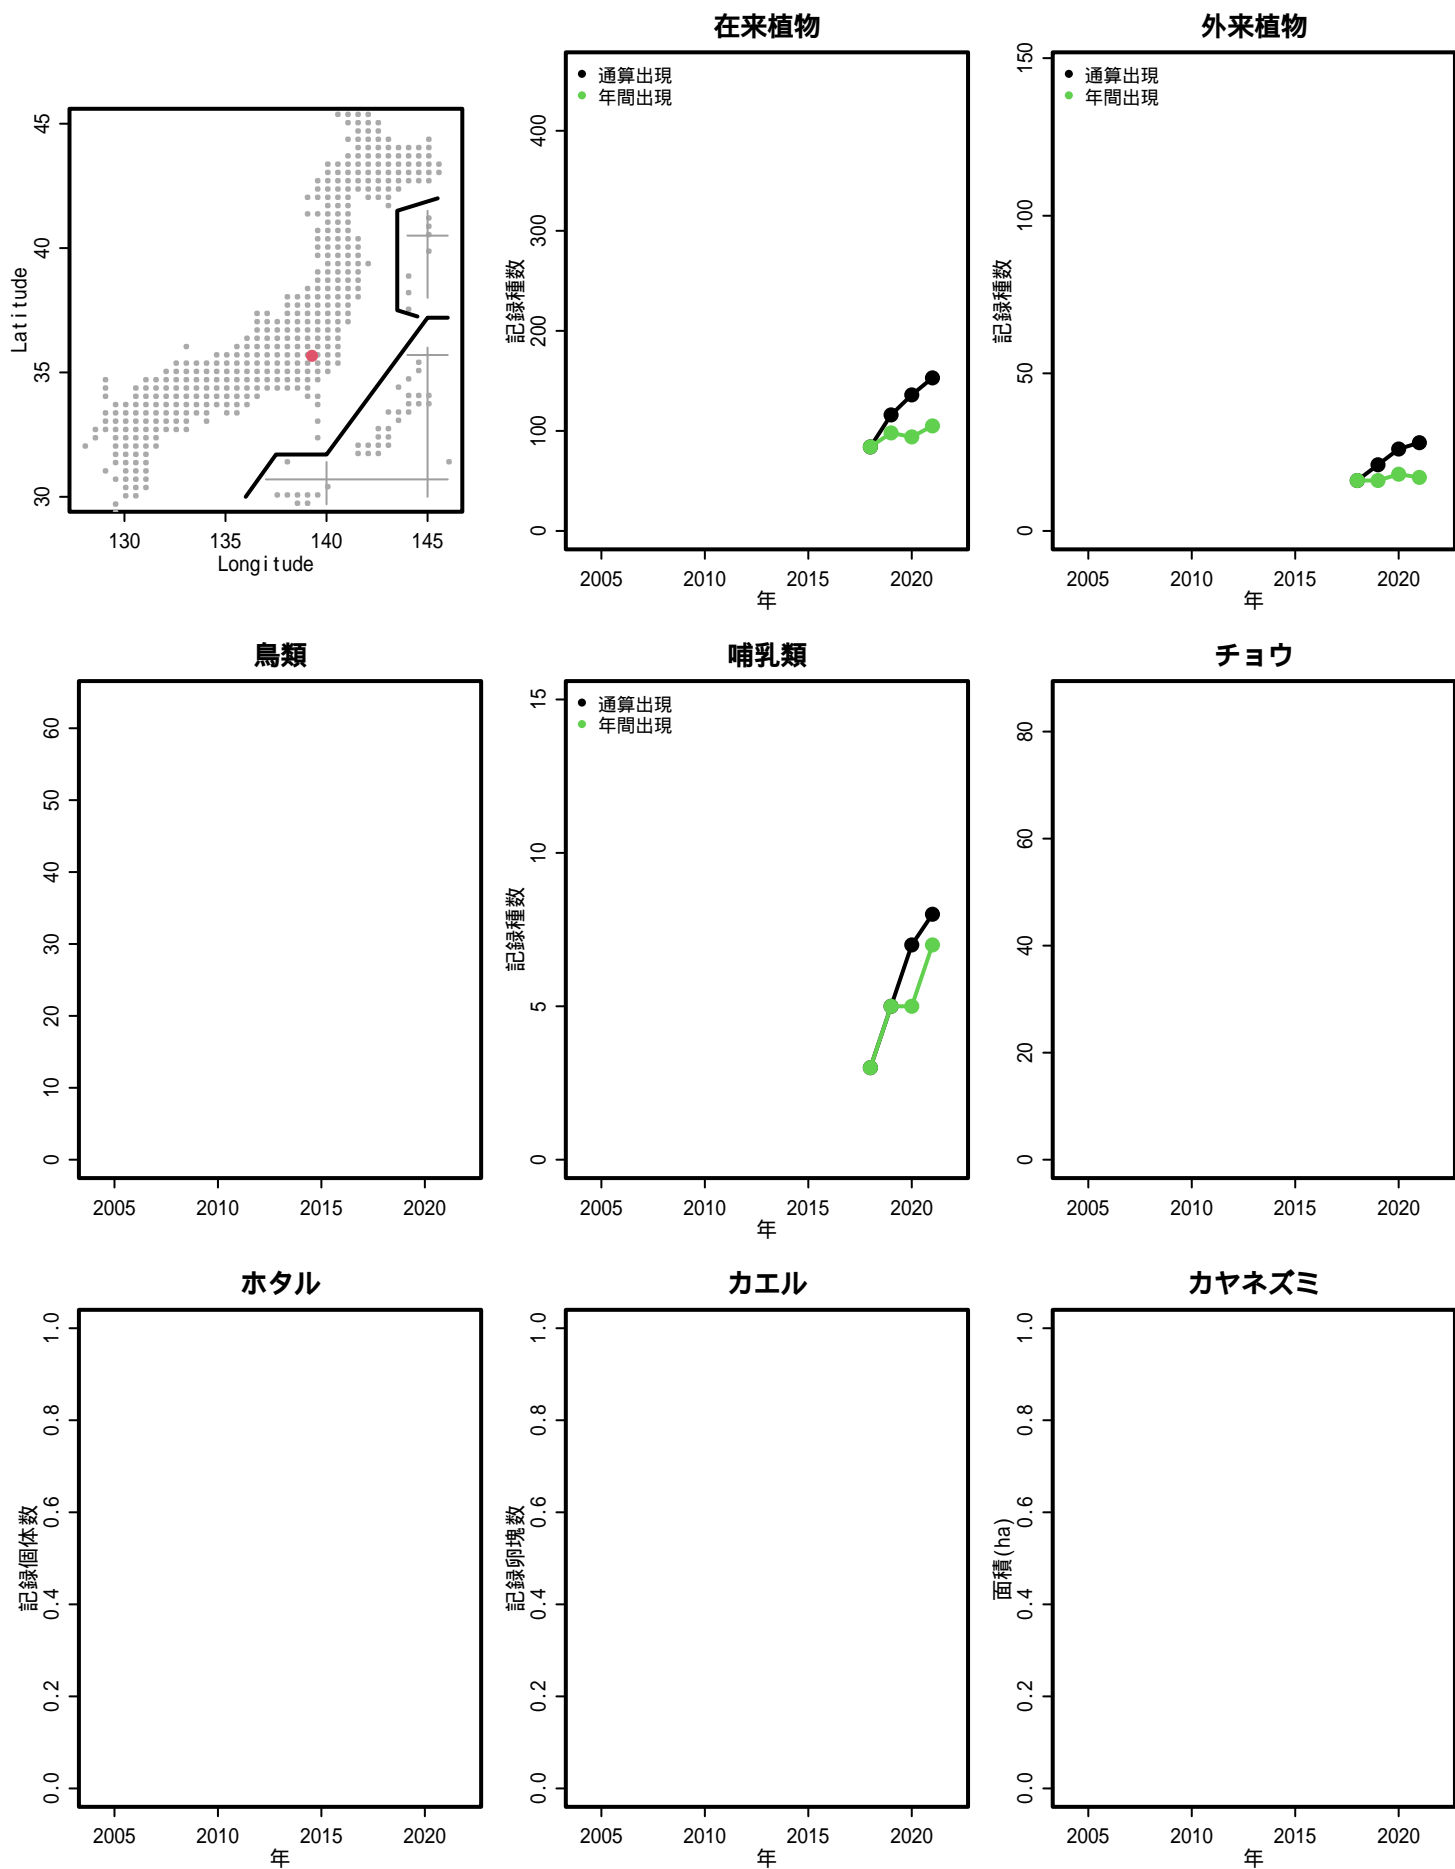 45
40
35
30
Latitude
130
135
140
145
Longitude
在来植物
通算出現
年間出現
400
300
200
100
0
記録種数
2005
2010
2015
2020
年
外来植物
通算出現
年間出現
150
100
50
0
記録種数
2005
2010
2015
2020
年
鳥類
60
50
40
30
20
10
0
2005
2010
2015
2020
哺乳類
通算出現
年間出現
15
10
5
0
記録種数
2005
2010
2015
2020
年
チョウ
80
60
40
20
0
2005
2010
2015
2020
ホタル
1.0
0.8
0.6
0.4
0.2
0.0
記録個体数
2005
2010
2015
2020
年
カエル
1.0
0.8
0.6
0.4
0.2
0.0
記録卵塊数
2005
2010
2015
2020
年
カヤネズミ
1.0
0.8
0.6
0.4
0.2
0.0
面積(ha)
2005
2010
2015
2020
年